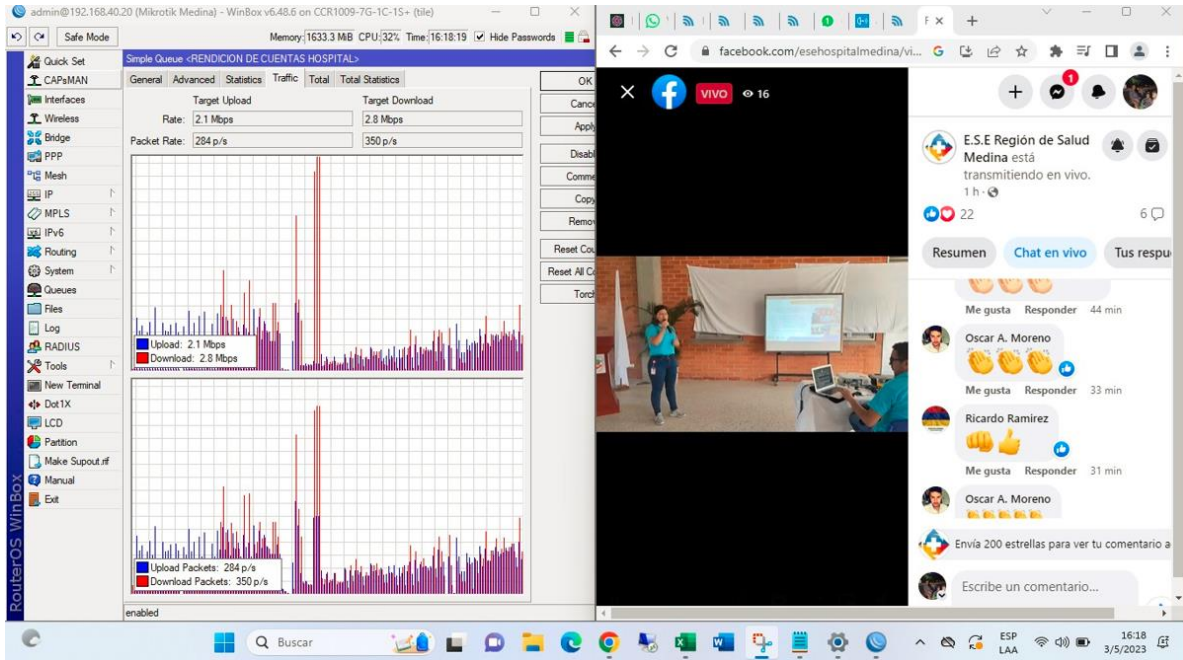 admin@192.168.40.20 (Mikrotik Medina) - WinBox v6.48.6 on CCR1009-7G-1C-1S+ (tile)
Safe Mode
Memory: 1633.3 MiB CPU: 32% Time: 16:18:19 Hide Passwords
Quick Set
CAPsMAN
Interfaces
Wireless
Bridge
PPP
Mesh
IP
MPLS
IPv6
Routing
System
Queues
Files
Log
RADIUS
Tools
New Terminal
Dot1X
LCD
Partition
Make Supout.rif
Manual
Exit
RouterOS WinBox
Simple Queue <RENDICION DE CUENTAS HOSPITAL>
General Advanced Statistics Traffic Total Total Statistics
Target Upload Target Download
Rate: 2.1 Mbps 2.8 Mbps
Packet Rate: 284 p/s 350 p/s
Upload: 2.1 Mbps
Download: 2.8 Mbps
Upload Packets: 284 p/s
Download Packets: 350 p/s
enabled
OK
Cance
Apply
Disabl
Comme
Copy
Remov
Reset Cou
Reset All Co
Torch
facebook.com/esehospitalmedina/vi...
VIVO 16
1
E.S.E Región de Salud
Medina está
transmitiendo en vivo.
1 h
22 6
Resumen Chat en vivo Tus respu
Me gusta Responder 44 min
Oscar A. Moreno
Me gusta Responder 33 min
Ricardo Ramirez
Me gusta Responder 31 min
Oscar A. Moreno
Envía 200 estrellas para ver tu comentario a
Escribe un comentario...
Buscar
ESP
LAA
16:18
3/5/2023